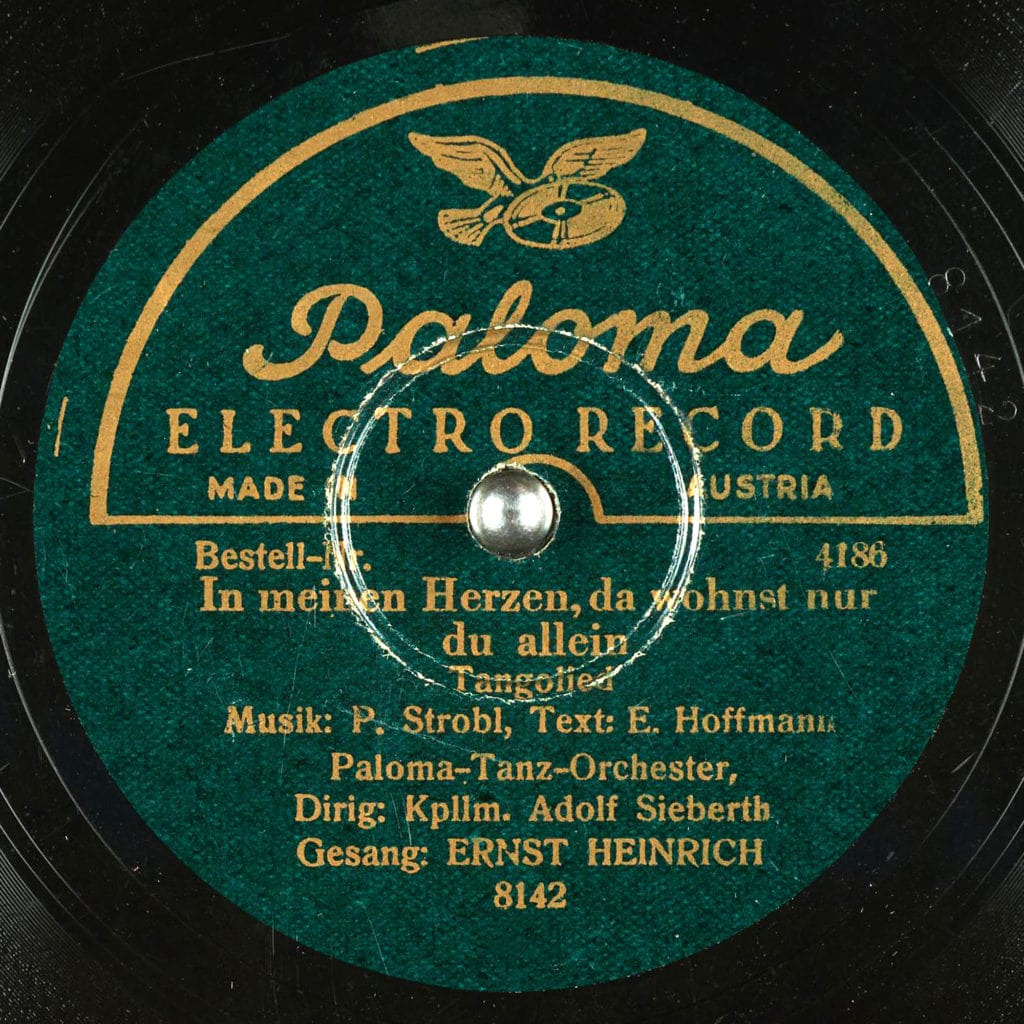 Paloma
ELECTRO RECORD
MADE IN AUSTRIA
Bestell-Nr. 4186
In meinen Herzen, da wohnst nur
du allein
Tangolied
Musik: P. Strobl, Text: E. Hoffmann
Paloma-Tanz-Orchester,
Dirig: Kpllm. Adolf Sieberth
Gesang: ERNST HEINRICH
8142
8142